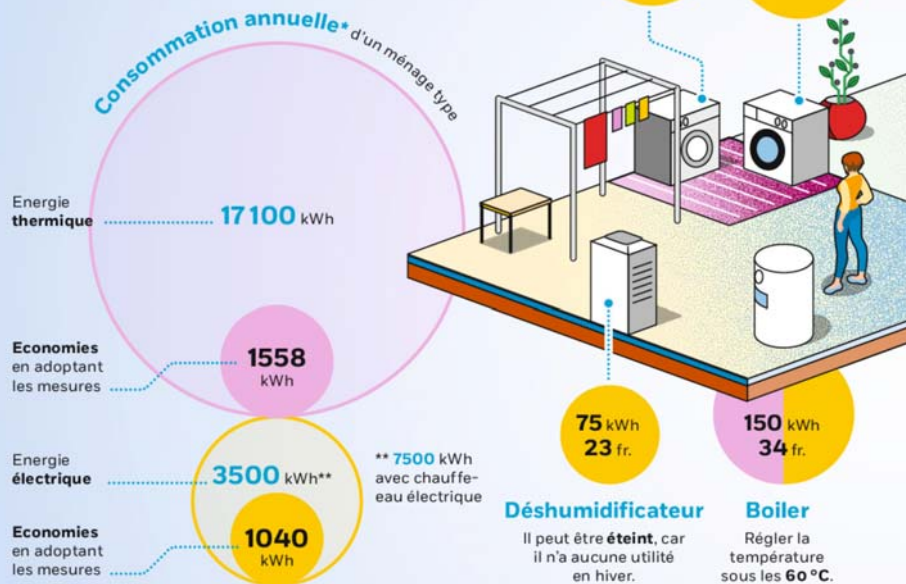 Consommation annuelle* d'un ménage type
Energie
thermique
17 100 kWh
Economies
en adoptant
les mesures
1558
kWh
Energie
électrique
3500 kWh**
** 7500 kWh
avec chauffe-
eau électrique
Economies
en adoptant
les mesures
1040
kWh
75 kWh
23 fr.
Déshumidificateur
Il peut être éteint, car
il n'a aucune utilité
en hiver.
150 kWh
34 fr.
Boiler
Régler la
température
sous les 60 °C.